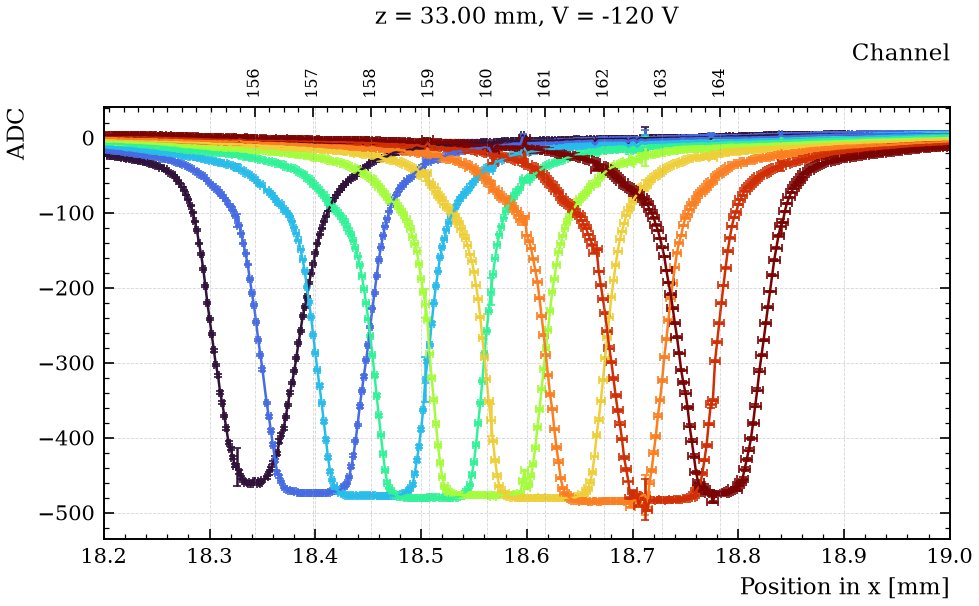 z = 33.00 mm, V = -120 V
Channel
156 157 158 159 160 161 162 163 164
ADC
0
−100
−200
−300
−400
−500
18.2 18.3 18.4 18.5 18.6 18.7 18.8 18.9 19.0
Position in x [mm]